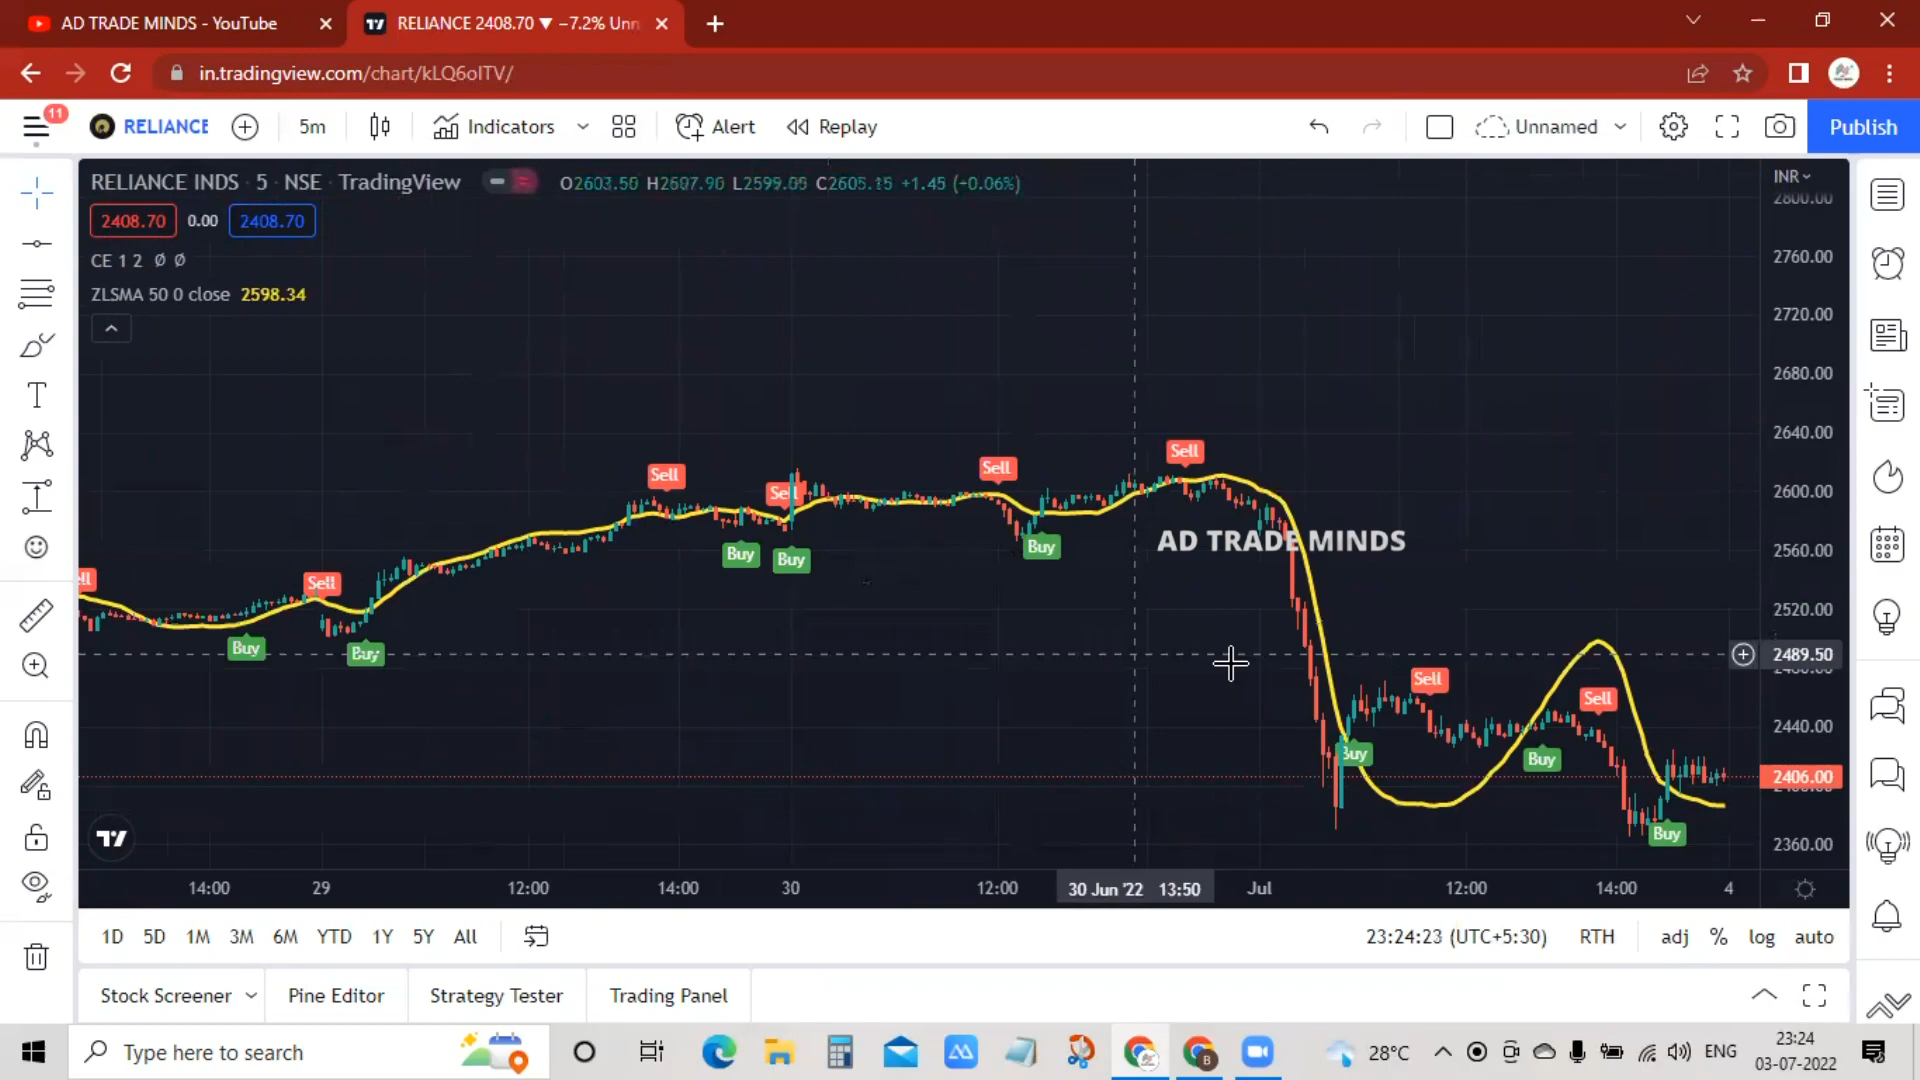 AD TRADE MINDS - YouTube
RELIANCE 2408.70 ▼ −7.2% Unn
in.tradingview.com/chart/kLQ6oITV/
11
RELIANCE
5m
Indicators
Alert
Replay
Unnamed
Publish
RELIANCE INDS · 5 · NSE · TradingView
O2603.50 H2607.90 L2599.05 C2605.15 +1.45 (+0.06%)
INR
2408.70 0.00 2408.70
CE 1 2 Ø Ø
ZLSMA 50 0 close 2598.34
2800.00
2760.00
2720.00
2680.00
2640.00
2600.00
2560.00
2520.00
2489.50
2440.00
2406.00
2360.00
Sell
Sell
Sell
Sell
Sell
Sell
Sell
Buy
Buy
Buy
Buy
Buy
Buy
Buy
Buy
AD TRADE MINDS
14:00 29 12:00 14:00 30 12:00 30 Jun '22 13:50 Jul 12:00 14:00 4
1D 5D 1M 3M 6M YTD 1Y 5Y All
23:24:23 (UTC+5:30) RTH adj % log auto
Stock Screener Pine Editor Strategy Tester Trading Panel
Type here to search
B
28°C
ENG
23:24
03-07-2022